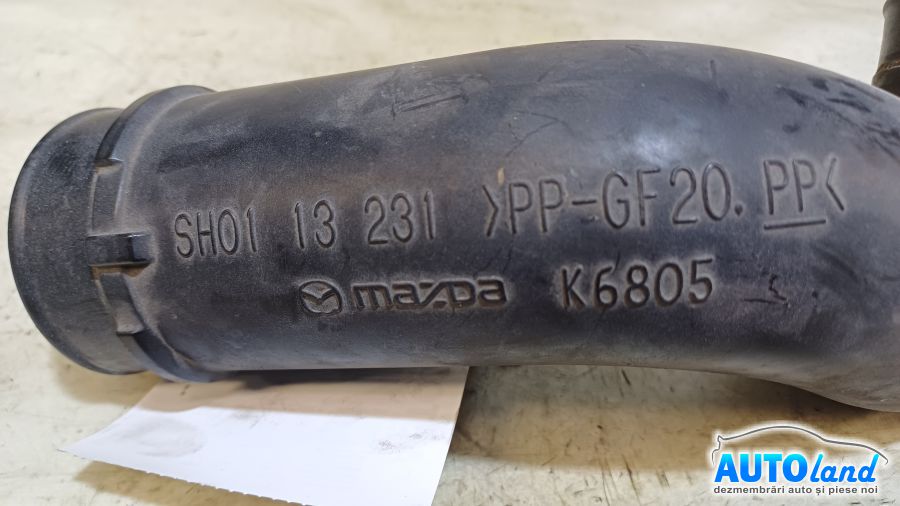 SH01 13 231 >PP-GF20. PP<
mazda K6805
AUTOland
dezmembrări auto și piese noi